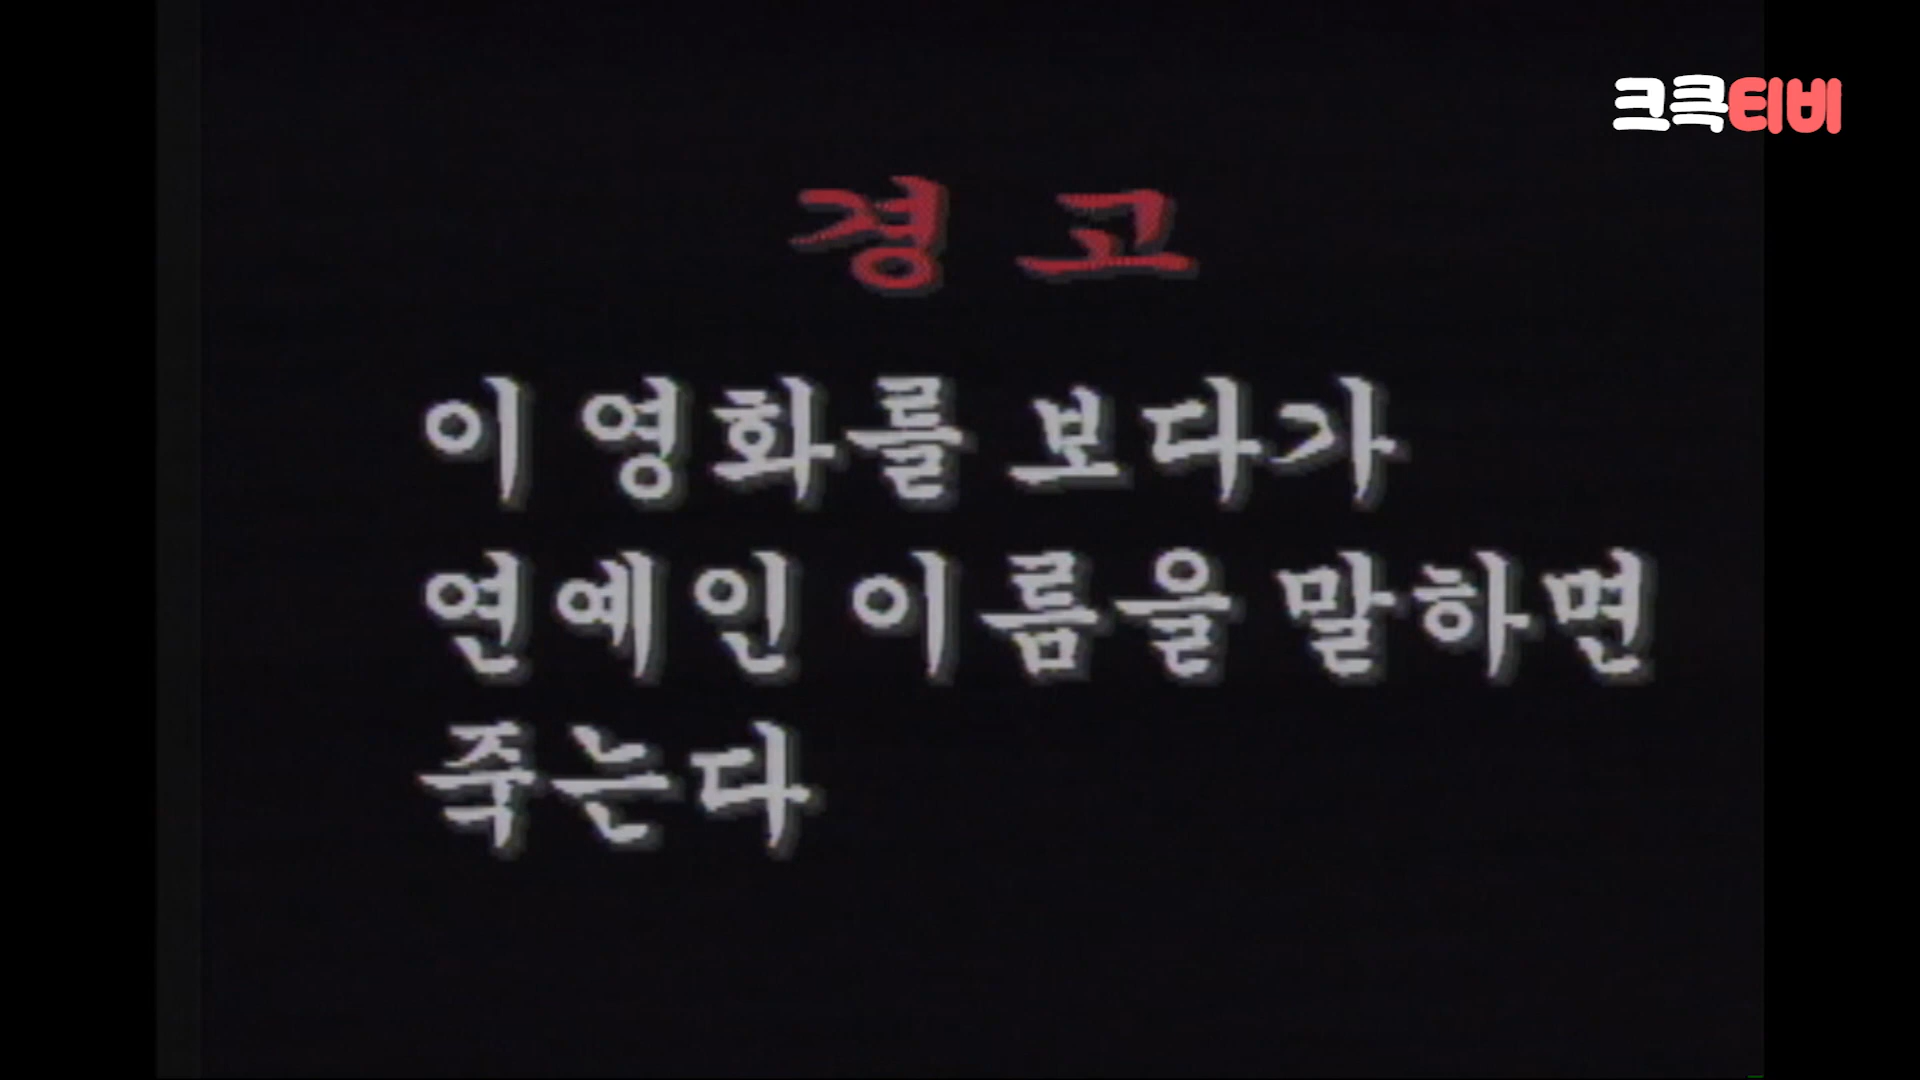 크큭티비
경 고
이 영화를 보다가
연예인 이름을 말하면
죽는다